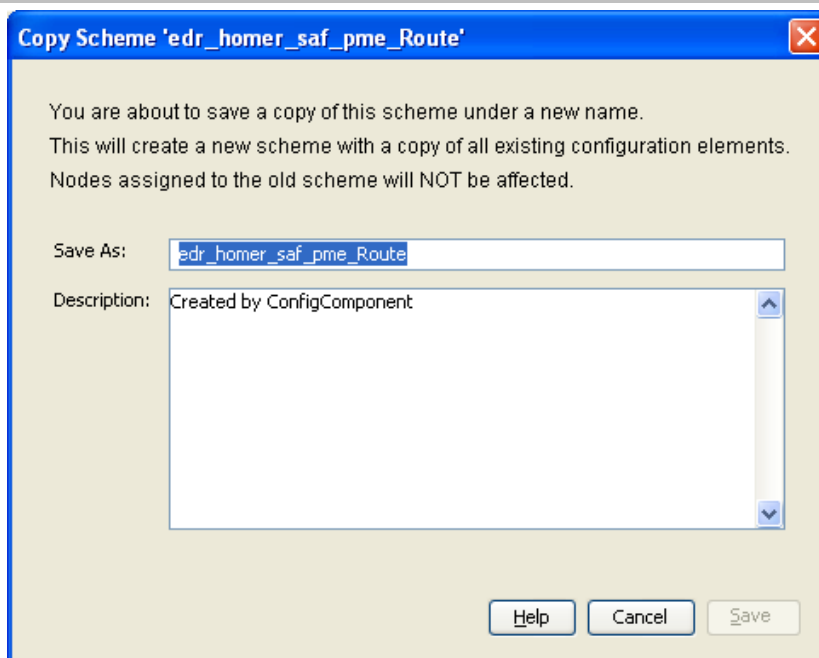 Copy Scheme 'edr_homer_saf_pme_Route'
You are about to save a copy of this scheme under a new name.
This will create a new scheme with a copy of all existing configuration elements.
Nodes assigned to the old scheme will NOT be affected.
Save As: edr_homer_saf_pme_Route
Description: Created by ConfigComponent
Help Cancel Save